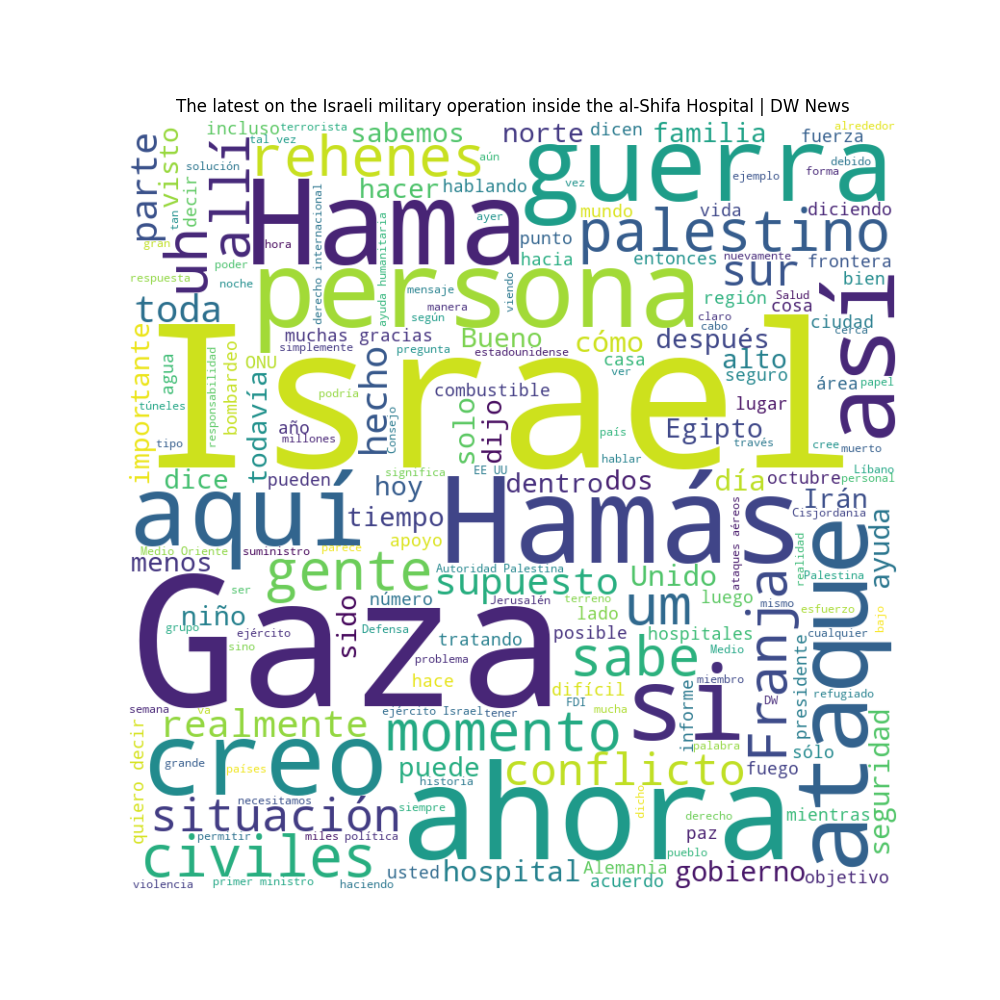 The latest on the Israeli military operation inside the al-Shifa Hospital | DW News
incluso
terrorista
sabemos
norte
dicen
familia
fuerza
alrededor
parte
visto
tal vez
rehenes
aún
guerra
debido
solución
decir
allí
hacer
hablando
vez
ejemplo
forma
tan
uh
Hama
ayer
mundo
vida
diciendo
gran
hora
derecho internacional
ayuda humanitaria
punto
palestino
respuesta
poder
noche
persona
mensaje
hacia
entonces
sur
nuevamente
frontera
bien
así
toda
manera
viendo
región
Salud
cosa
muchas gracias
según
Bueno
cómo
después
claro
cabo
ciudad
cerca
importante
agua
bombardeo
ONU
simplemente
pregunta
estadounidense
casa
ver
alto
seguro
área
papel
túneles
responsabilidad
todavía
hecho
podría
Israel
combustible
lugar
tipo
año
millones
Consejo
solo
dijo
país
hablar
Egipto
través
cree
muerto
dice
pueden
significa
EE UU
dentro
dos
día
octubre
Líbano
personal
aquí
hoy
tiempo
Hamás
Irán
Cisjordania
ataques aéreos
Medio Oriente
suministro
parece
apoyo
menos
gente
Autoridad Palestina
supuesto
Unido
Franja
realidad
Palestina
ataque
ayuda
ser
Gaza
niño
número
Jerusalén
terreno
um
luego
mismo
esfuerzo
bajo
grupo
ejército
sido
Defensa
lado
sino
tratando
posible
hospitales
cualquier
problema
sabe
Medio
hace
difícil
si
miembro
DW
presidente
refugiado
semana
va
ejército Israel
tener
FDI
mucha
informe
realmente
momento
palabra
sólo
seguridad
quiero decir
creo
grande
países
puede
historia
conflicto
fuego
necesitamos
situación
siempre
ahora
dicho
derecho
mientras
permitir
miles
política
paz
civiles
pueblo
usted
hospital
Alemania
gobierno
objetivo
violencia
primer ministro
haciendo
acuerdo